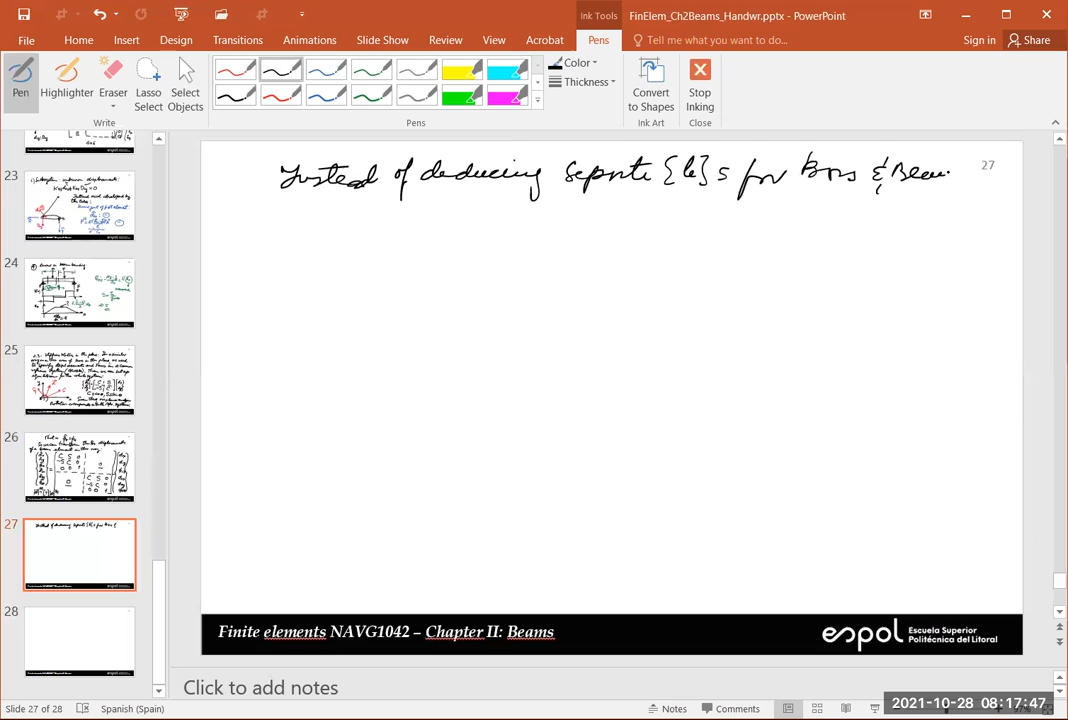 FinElem_Ch2Beams_Handwr.pptx - PowerPoint
Ink Tools
File Home Insert Design Transitions Animations Slide Show Review View Acrobat Pens Tell me what you want to do... Sign in Share
Pen Highlighter Eraser Lasso Select Select Objects
Color
Thickness
Convert to Shapes
Stop Inking
Write Pens Ink Art Close
23
24
25
26
27
28
Instead of deducing separate [k]s for Bars & Beam
27
Finite elements NAVG1042 – Chapter II: Beams
espol Escuela Superior Politécnica del Litoral
Click to add notes
Slide 27 of 28 Spanish (Spain) Notes Comments
2021-10-28 08:17:47